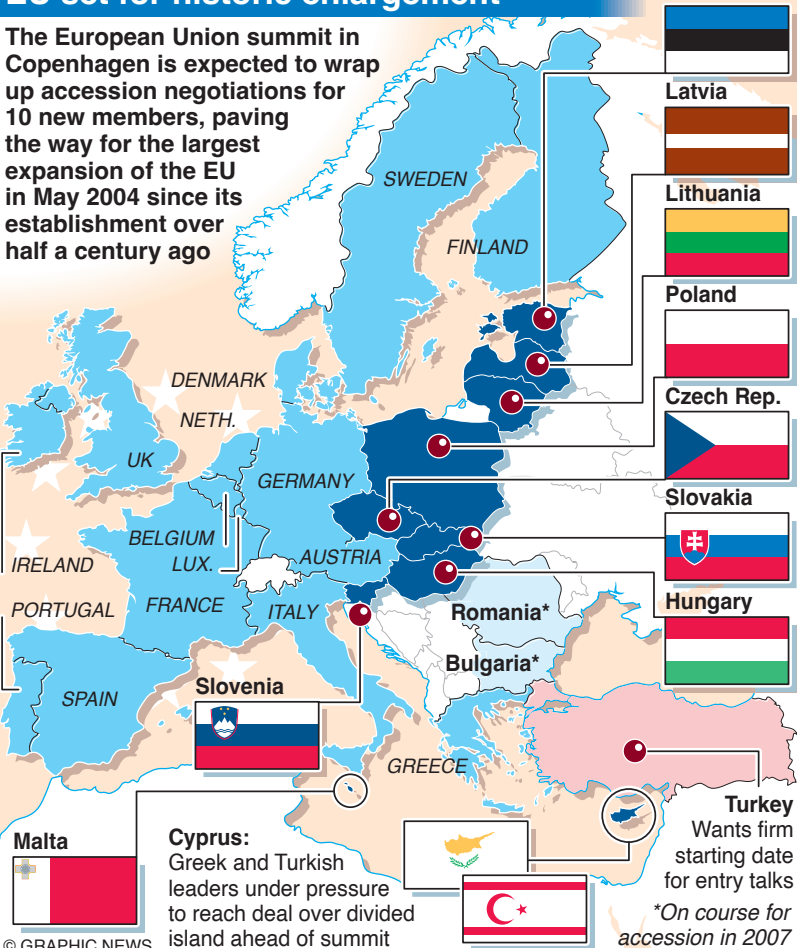 EU set for historic enlargement
The European Union summit in
Copenhagen is expected to wrap
up accession negotiations for
10 new members, paving
the way for the largest
expansion of the EU
in May 2004 since its
establishment over
half a century ago
Latvia
Lithuania
Poland
Czech Rep.
Slovakia
Hungary
SWEDEN
FINLAND
DENMARK
NETH.
UK
GERMANY
BELGIUM
LUX.
IRELAND
AUSTRIA
PORTUGAL
FRANCE
ITALY
Romania*
Bulgaria*
SPAIN
Slovenia
GREECE
Turkey
Wants firm
starting date
for entry talks
*On course for
accession in 2007
Malta
Cyprus:
Greek and Turkish
leaders under pressure
to reach deal over divided
island ahead of summit
© GRAPHIC NEWS